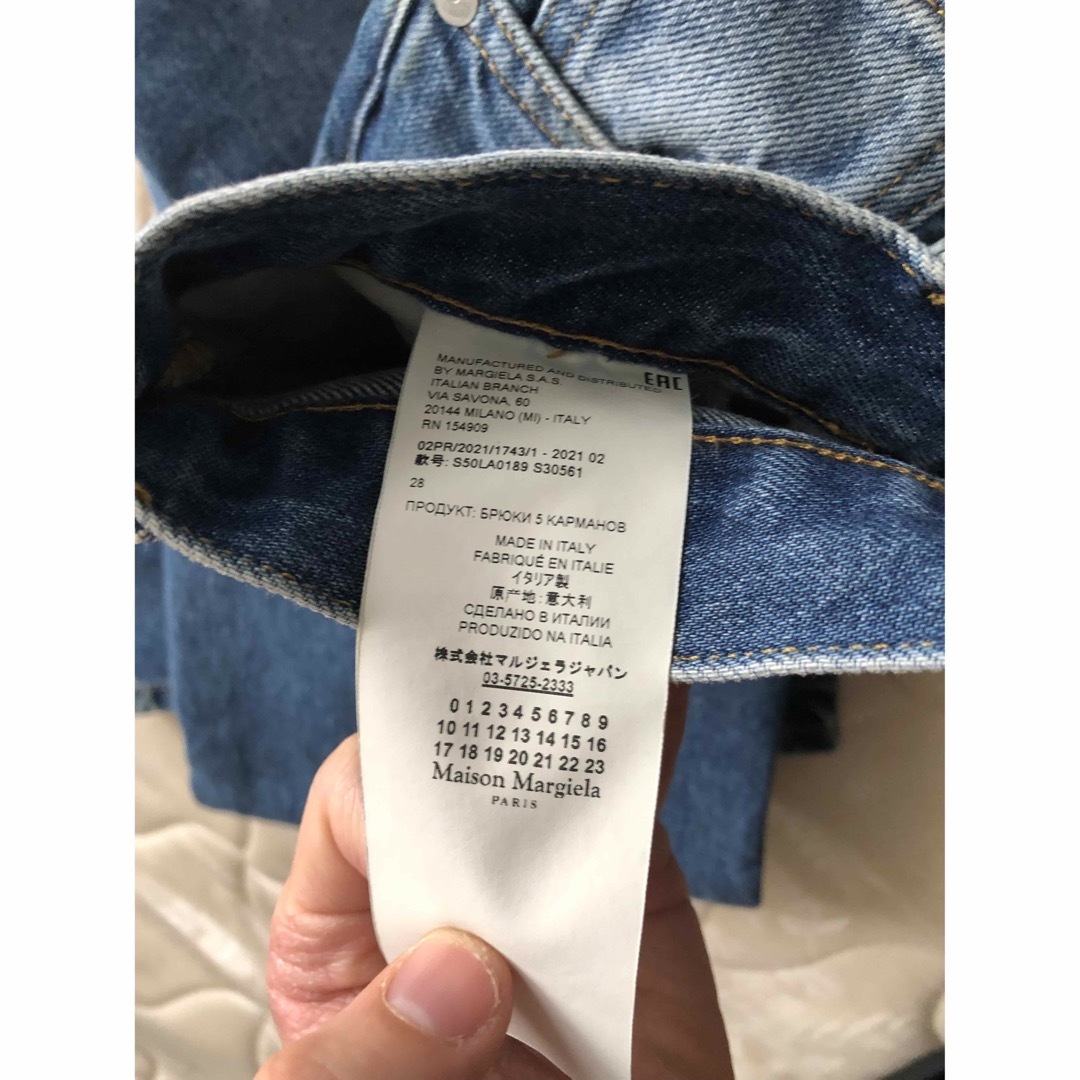 MANUFACTURED AND DISTRIBUTED
BY MARGIELA S.A.S.
ITALIAN BRANCH
VIA SAVONA, 60
20144 MILANO (MI) - ITALY
RN 154909
EAC
02PR/2021/1743/1 - 2021 02
款号: S50LA0189 S30561
28
ПРОДУКТ: БРЮКИ 5 КАРМАНОВ
MADE IN ITALY
FABRIQUÉ EN ITALIE
イタリア製
原产地:意大利
СДЕЛАНО В ИТАЛИИ
PRODUZIDO NA ITALIA
株式会社マルジェラジャパン
03-5725-2333
0 1 2 3 4 5 6 7 8 9
10 11 12 13 14 15 16
17 18 19 20 21 22 23
Maison Margiela
PARIS